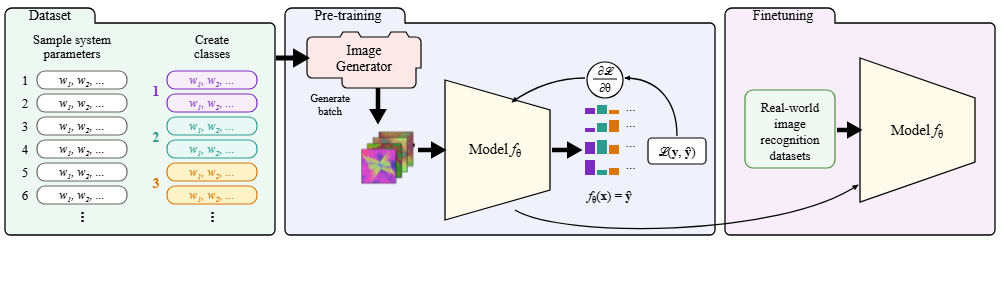 Dataset
Sample system
parameters
1 w₁, w₂, ...
2 w₁, w₂, ...
3 w₁, w₂, ...
4 w₁, w₂, ...
5 w₁, w₂, ...
6 w₁, w₂, ...
⋮
Create
classes
1
w₁, w₂, ...
w₁, w₂, ...
2
w₁, w₂, ...
w₁, w₂, ...
3
w₁, w₂, ...
w₁, w₂, ...
⋮
Pre-training
Image
Generator
Generate
batch
Model fθ
∂ℒ
∂θ
...
...
...
...
ℒ(y, ŷ)
fθ(x) = ŷ
Finetuning
Real-world
image
recognition
datasets
Model fθ